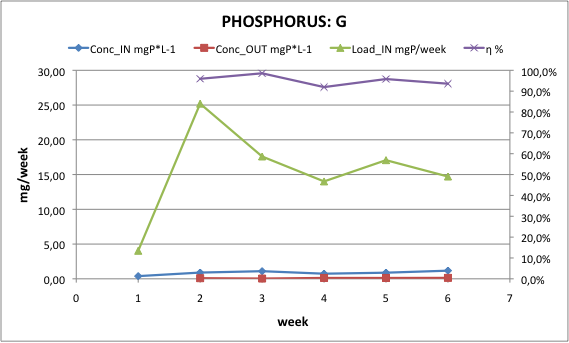 PHOSPHORUS: G
Conc_IN mgP*L-1 Conc_OUT mgP*L-1 Load_IN mgP/week η %
30,00 100,0%
90,0%
25,00
80,0%
20,00 70,0%
60,0%
15,00 50,0%
40,0%
10,00
30,0%
5,00 20,0%
10,0%
0,00 0,0%
mg/week
0 1 2 3 4 5 6 7
week